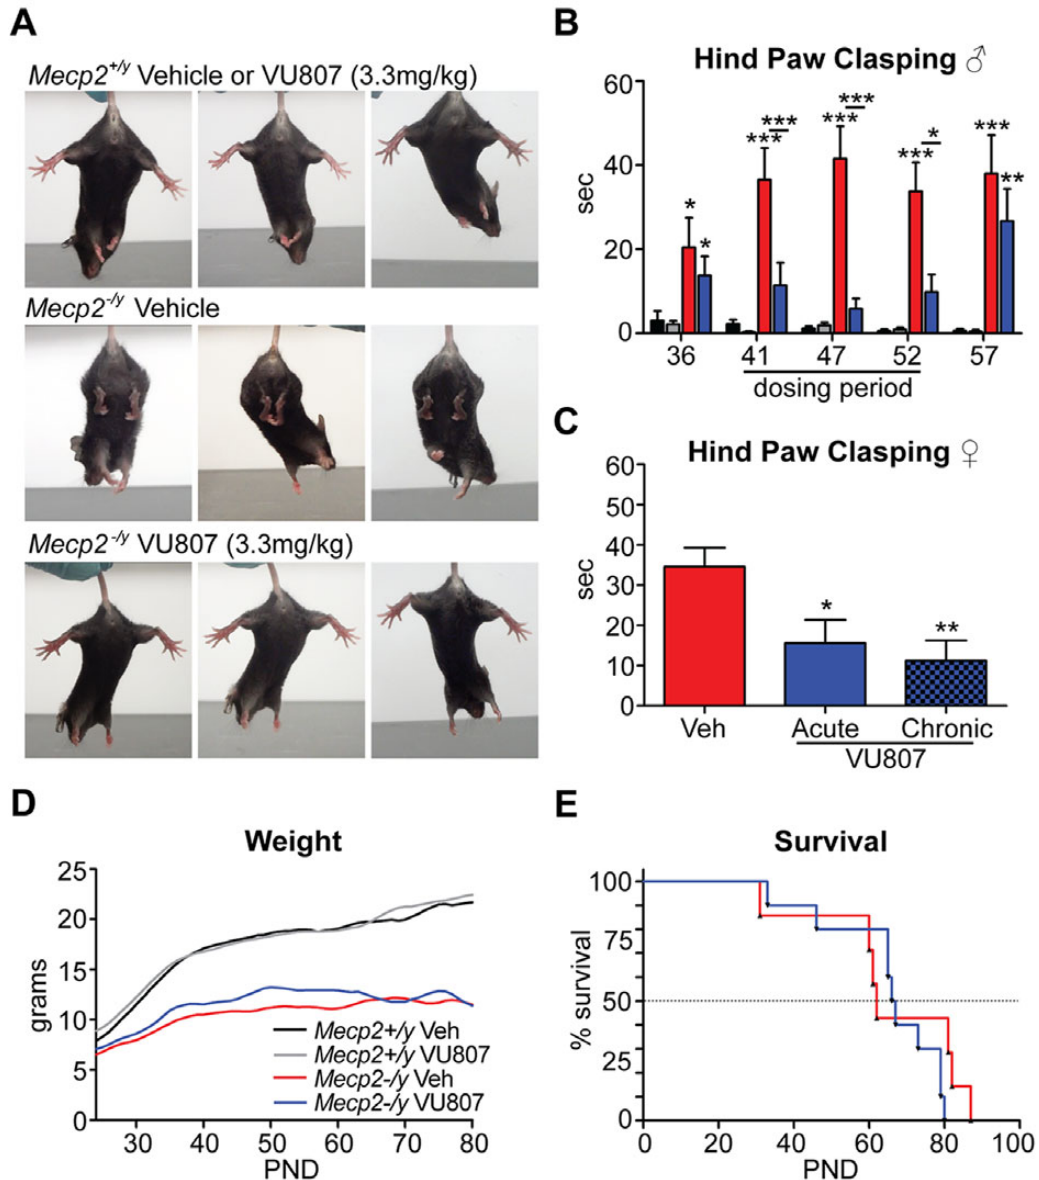 A
Mecp2+/y Vehicle or VU807 (3.3mg/kg)
Mecp2-/y Vehicle
Mecp2-/y VU807 (3.3mg/kg)
B
Hind Paw Clasping ♂
60
40
20
0
sec
* * *** *** *** *** *** * *** **
36 41 47 52 57
dosing period
C
Hind Paw Clasping ♀
60
50
40
30
20
10
0
sec
* **
Veh Acute Chronic
VU807
D
Weight
25
20
15
10
5
0
grams
Mecp2+/y Veh
Mecp2+/y VU807
Mecp2-/y Veh
Mecp2-/y VU807
30 40 50 60 70 80
PND
E
Survival
100
75
50
25
0
% survival
0 20 40 60 80 100
PND